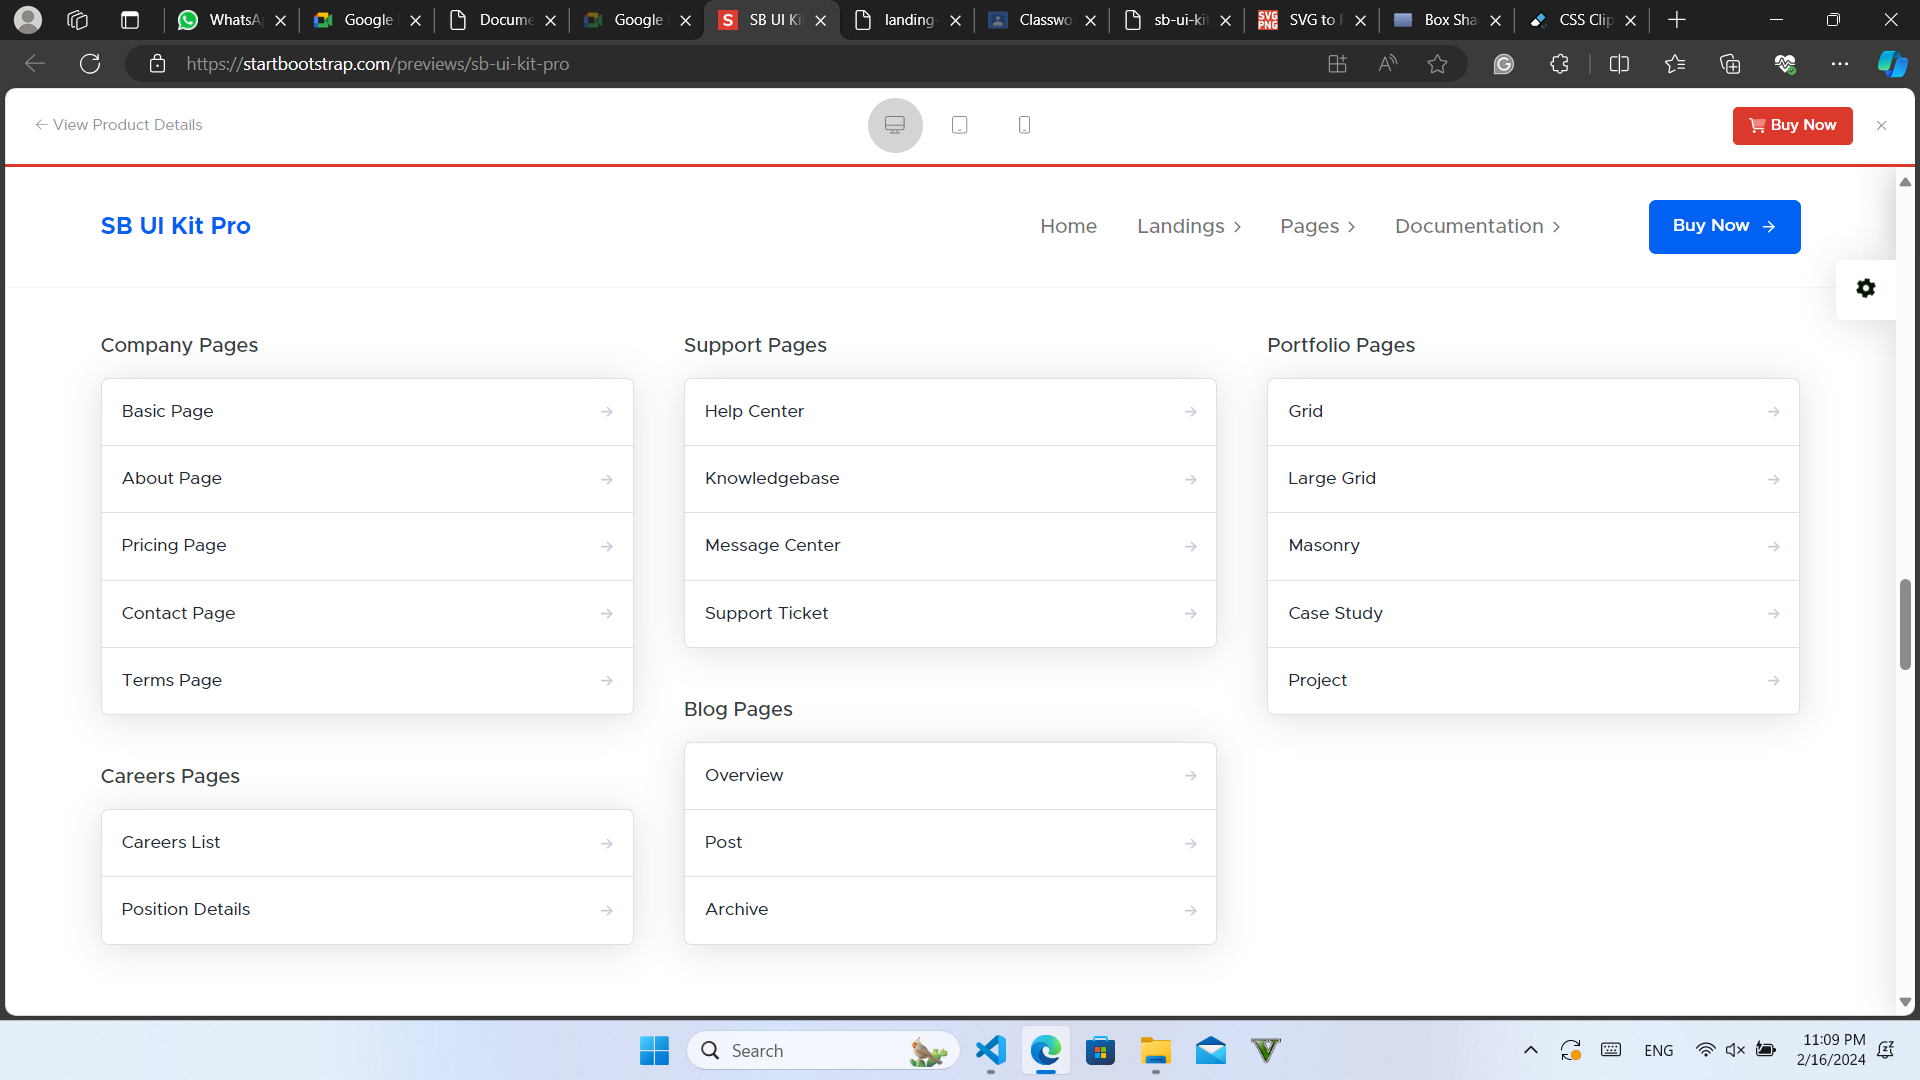 WhatsA
Google
Docume
Google
SB UI Ki
landing-
Classwo
sb-ui-kit
SVG to
Box Sha
CSS Clip
https://startbootstrap.com/previews/sb-ui-kit-pro
← View Product Details
Buy Now
SB UI Kit Pro
Home
Landings
Pages
Documentation
Buy Now
Company Pages
Basic Page
About Page
Pricing Page
Contact Page
Terms Page
Careers Pages
Careers List
Position Details
Support Pages
Help Center
Knowledgebase
Message Center
Support Ticket
Blog Pages
Overview
Post
Archive
Portfolio Pages
Grid
Large Grid
Masonry
Case Study
Project
Search
ENG
11:09 PM
2/16/2024